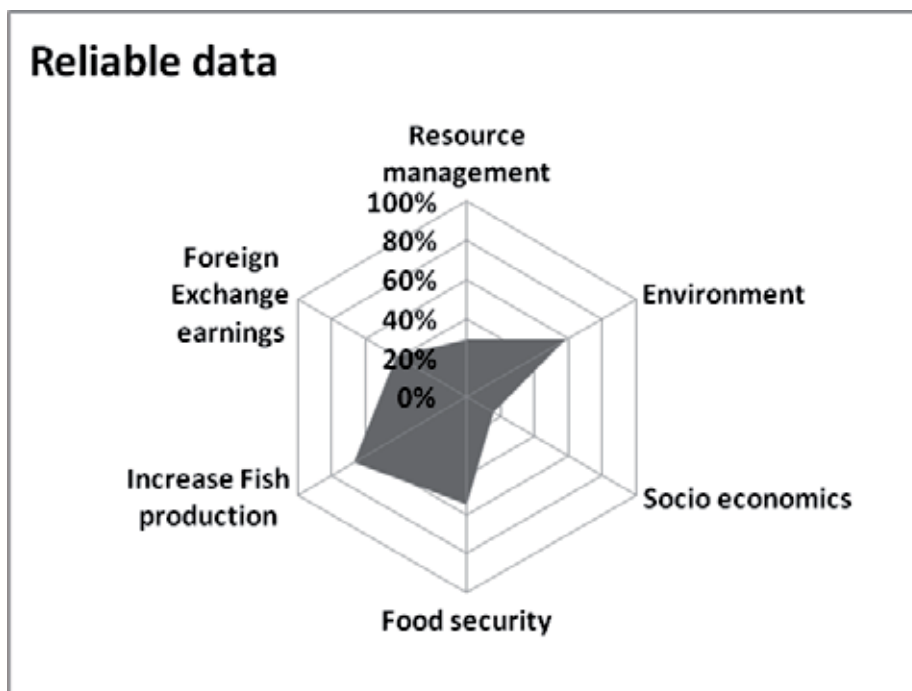 Reliable data
Resource
management
100%
80%
60%
40%
20%
0%
Foreign
Exchange
earnings
Environment
Increase Fish
production
Socio economics
Food security